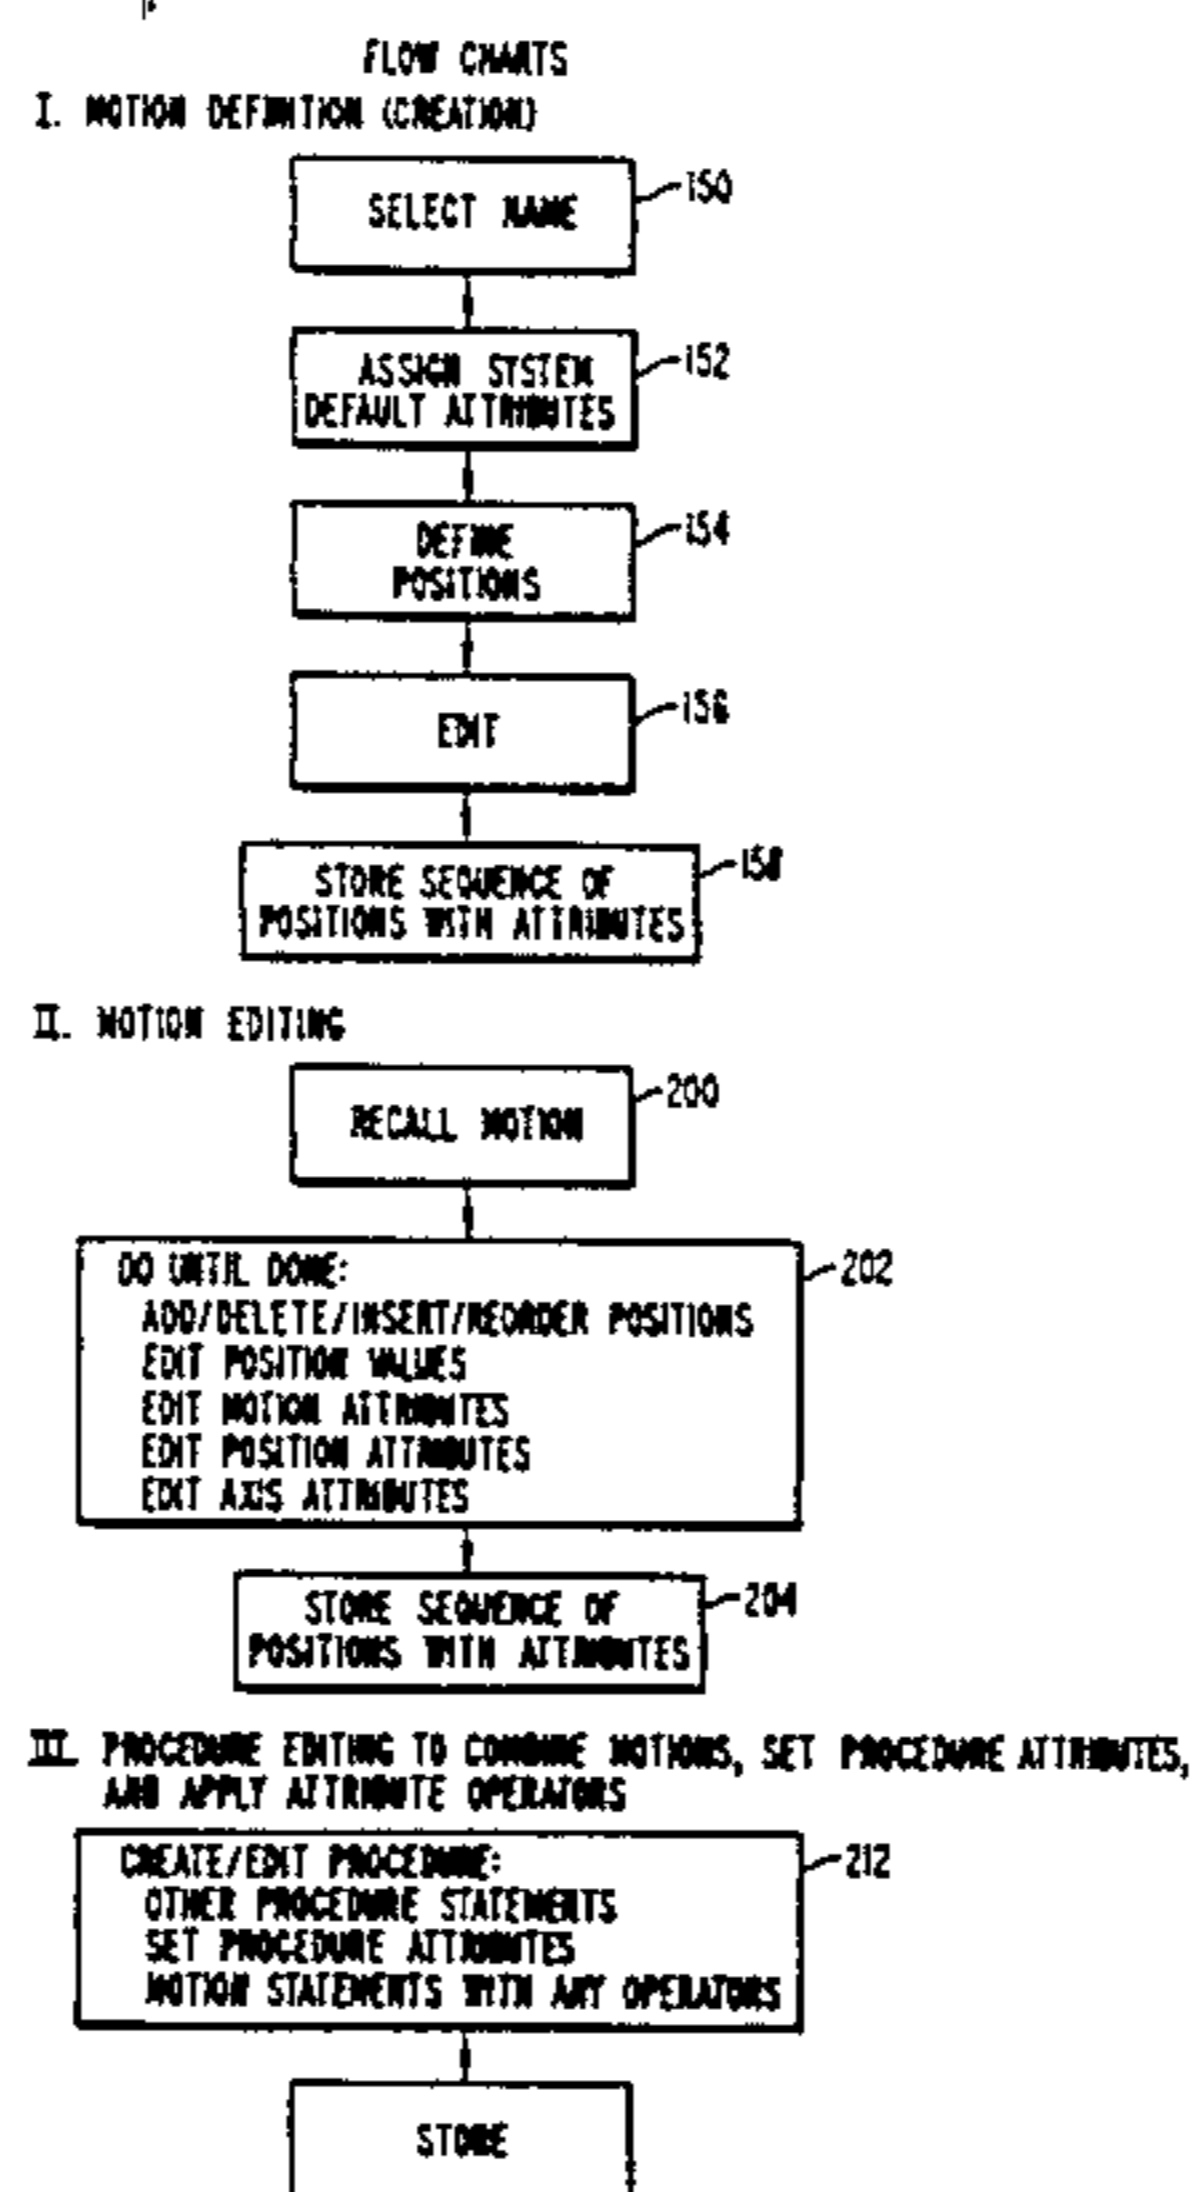 FLOW CHARTS
I. MOTION DEFINITION (CREATION)
SELECT NAME
150
ASSIGN SYSTEM
DEFAULT ATTRIBUTES
152
DEFINE
POSITIONS
154
EDIT
156
STORE SEQUENCE OF
POSITIONS WITH ATTRIBUTES
158
II. MOTION EDITING
RECALL MOTION
200
DO UNTIL DONE:
ADD/DELETE/INSERT/REORDER POSITIONS
EDIT POSITION VALUES
EDIT MOTION ATTRIBUTES
EDIT POSITION ATTRIBUTES
EDIT AXIS ATTRIBUTES
202
STORE SEQUENCE OF
POSITIONS WITH ATTRIBUTES
204
III. PROCEDURE EDITING TO COMBINE MOTIONS, SET PROCEDURE ATTRIBUTES,
AND APPLY ATTRIBUTE OPERATORS
CREATE/EDIT PROCEDURE:
OTHER PROCEDURE STATEMENTS
SET PROCEDURE ATTRIBUTES
MOTION STATEMENTS WITH ANY OPERATORS
212
STORE